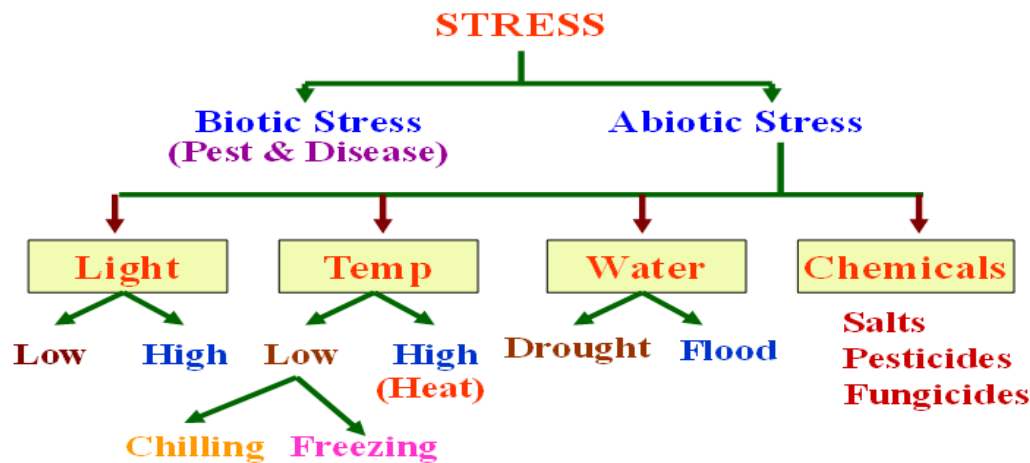 STRESS
Biotic Stress
(Pest & Disease)
Abiotic Stress
Light
Temp
Water
Chemicals
Low
High
Low
High
(Heat)
Drought
Flood
Salts
Pesticides
Fungicides
Chilling
Freezing